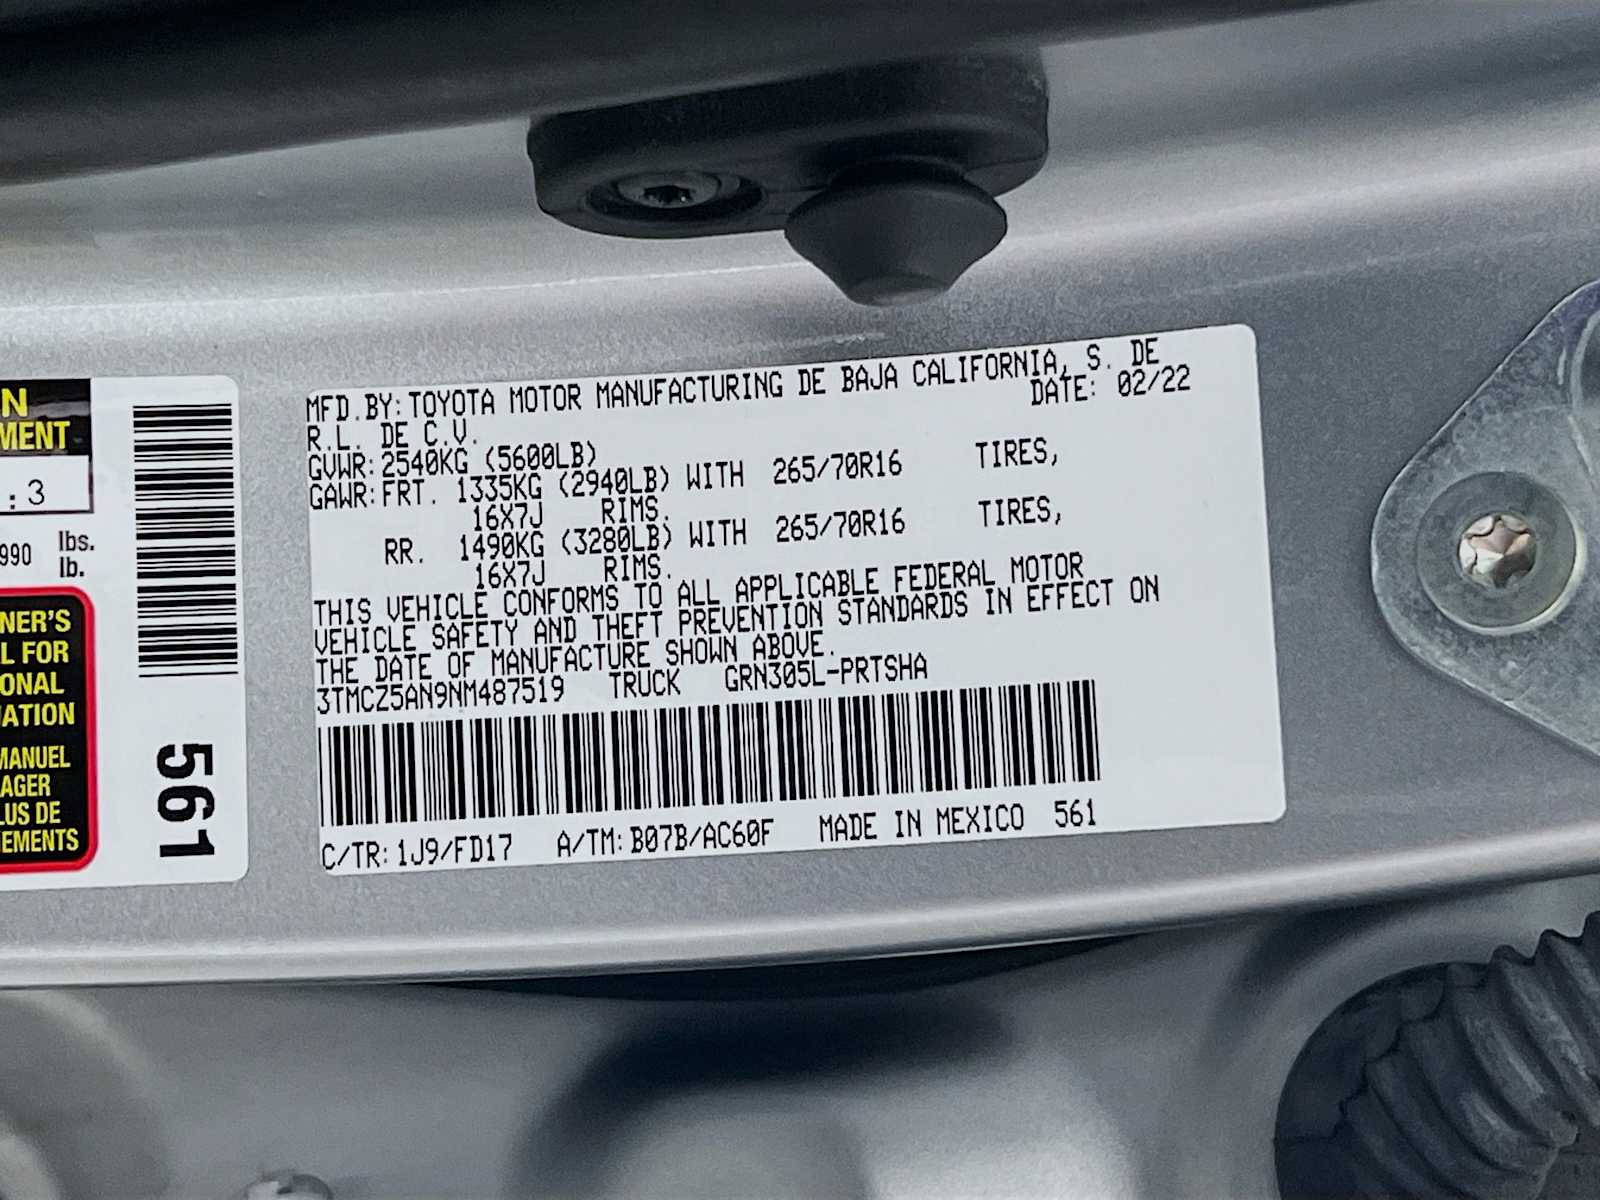 N
MENT
: 3
990 lbs.
lb.
NER'S
L FOR
ONAL
MATION
MANUEL
AGER
LUS DE
EMENTS
561
MFD.BY:TOYOTA MOTOR MANUFACTURING DE BAJA CALIFORNIA, S. DE
R.L. DE C.V. DATE: 02/22
GVWR:2540KG (5600LB)
GAWR:FRT. 1335KG (2940LB) WITH 265/70R16 TIRES,
16X7J RIMS.
RR. 1490KG (3280LB) WITH 265/70R16 TIRES,
16X7J RIMS.
THIS VEHICLE CONFORMS TO ALL APPLICABLE FEDERAL MOTOR
VEHICLE SAFETY AND THEFT PREVENTION STANDARDS IN EFFECT ON
THE DATE OF MANUFACTURE SHOWN ABOVE.
3TMCZ5AN9NM487519 TRUCK GRN305L-PRTSHA
C/TR:1J9/FD17 A/TM:B07B/AC60F MADE IN MEXICO 561